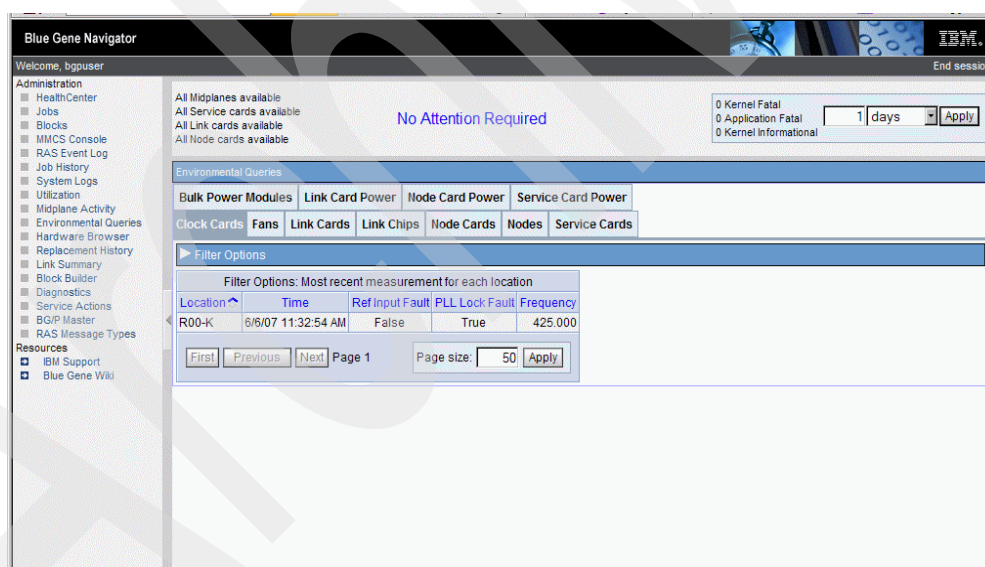 Blue Gene Navigator
IBM.
Welcome, bgpuser
End sessio
Administration
HealthCenter
Jobs
Blocks
MMCS Console
RAS Event Log
Job History
System Logs
Utilization
Midplane Activity
Environmental Queries
Hardware Browser
Replacement History
Link Summary
Block Builder
Diagnostics
Service Actions
BG/P Master
RAS Message Types
Resources
IBM Support
Blue Gene Wiki
All Midplanes available
All Service cards available
All Link cards available
All Node cards available
No Attention Required
0 Kernel Fatal
0 Application Fatal
0 Kernel Informational
1 days Apply
Environmental Queries
Bulk Power Modules Link Card Power Node Card Power Service Card Power
Clock Cards Fans Link Cards Link Chips Node Cards Nodes Service Cards
Filter Options
Filter Options: Most recent measurement for each location
Location Time Ref Input Fault PLL Lock Fault Frequency
R00-K 6/6/07 11:32:54 AM False True 425.000
First Previous Next Page 1 Page size: 50 Apply